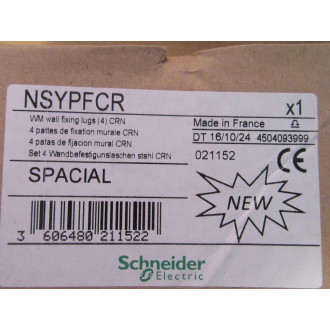 NSYPFCR x1
WM wall fixing lugs (4) CRN
4 pattes de fixation murale CRN
4 patas de fijacion mural CRN
Set 4 Wandbefestigunslaschen stahl CRN
Made in France
DT 16/10/24 4504093999
021152 CE
SPACIAL
NEW
3 606480 211522
Schneider
Electric